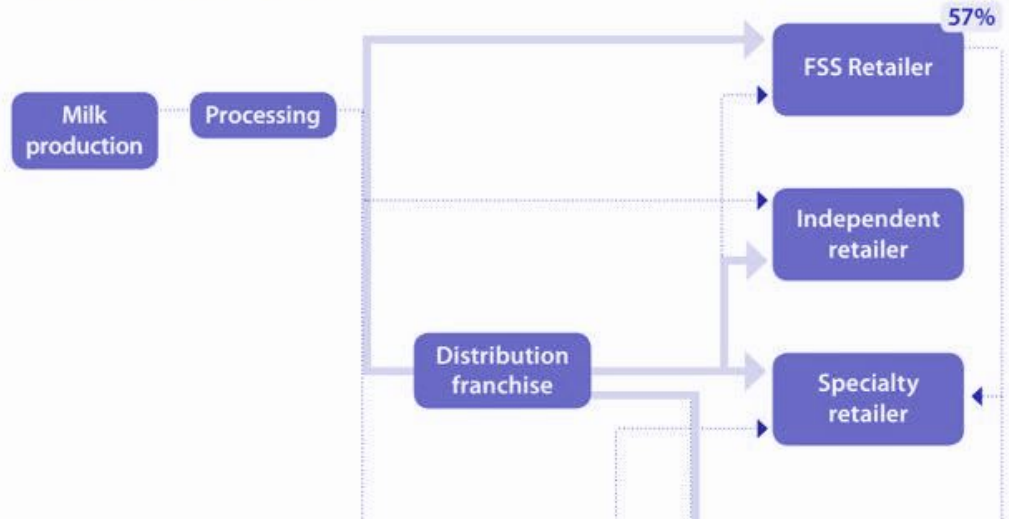 57%
FSS Retailer
Milk
production
Processing
Independent
retailer
Distribution
franchise
Specialty
retailer